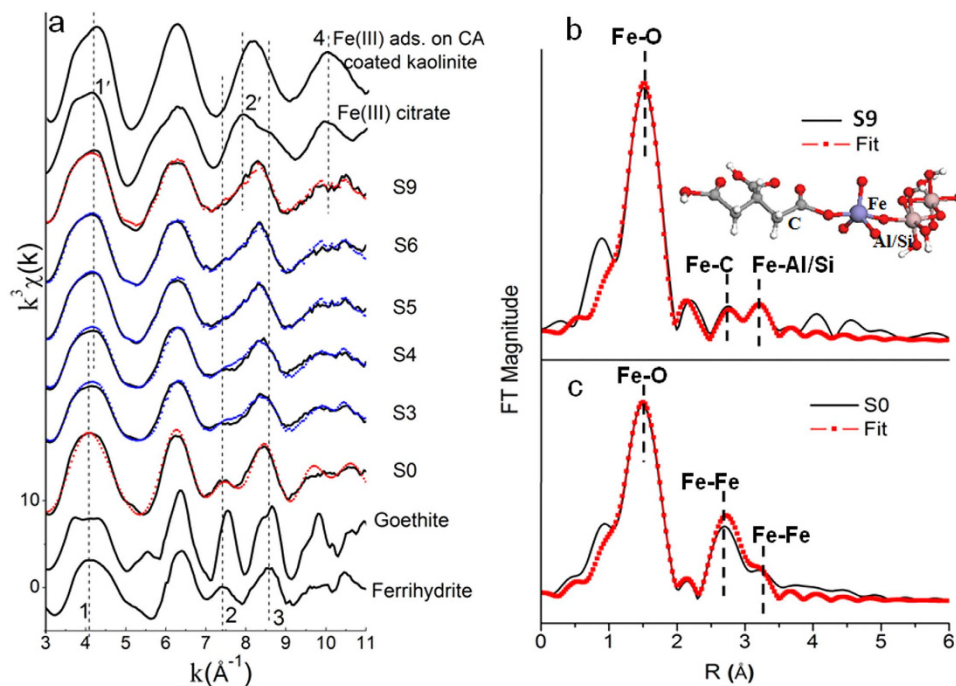 a
4 Fe(III) ads. on CA
coated kaolinite
1′
2′
Fe(III) citrate
S9
S6
S5
S4
S3
S0
Goethite
Ferrihydrite
1
2
3
10
0
k³χ(k)
3 4 5 6 7 8 9 10 11
k(Å⁻¹)
b
Fe-O
S9
Fit
Fe
C
Al/Si
Fe-C
Fe-Al/Si
FT Magnitude
c
Fe-O
S0
Fit
Fe-Fe
Fe-Fe
0 1 2 3 4 5 6
R (Å)